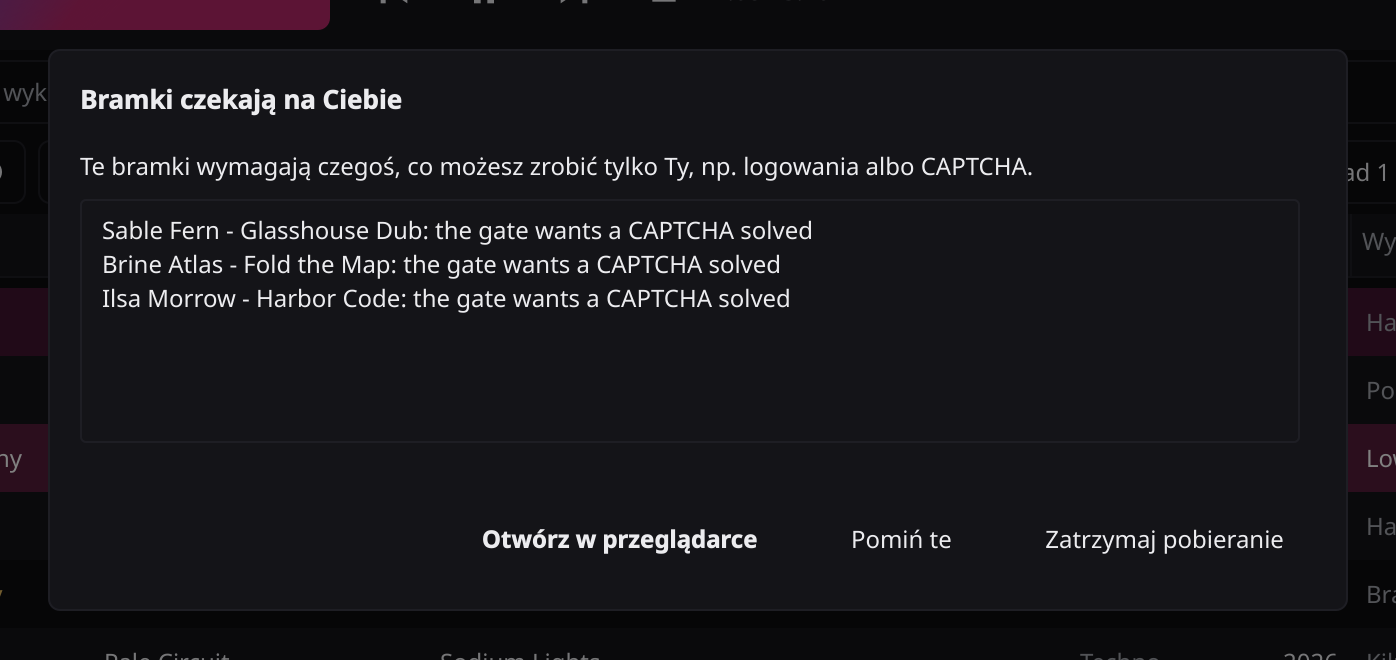 Bramki czekają na Ciebie
Te bramki wymagają czegoś, co możesz zrobić tylko Ty, np. logowania albo CAPTCHA.
Sable Fern - Glasshouse Dub: the gate wants a CAPTCHA solved
Brine Atlas - Fold the Map: the gate wants a CAPTCHA solved
Ilsa Morrow - Harbor Code: the gate wants a CAPTCHA solved
Otwórz w przeglądarce
Pomiń te
Zatrzymaj pobieranie